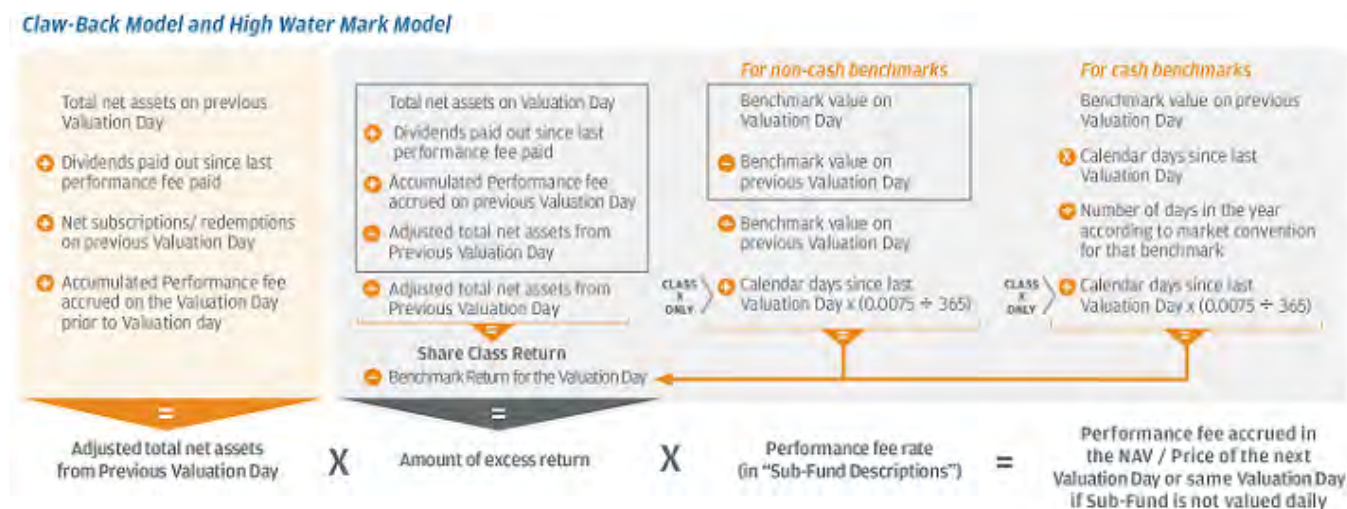 Claw-Back Model and High Water Mark Model
Total net assets on previous
Valuation Day
+ Dividends paid out since last
performance fee paid
+ Net subscriptions/ redemptions
on previous Valuation Day
+ Accumulated Performance fee
accrued on the Valuation Day
prior to Valuation day
=
Adjusted total net assets
from Previous Valuation Day
X
Total net assets on Valuation Day
+ Dividends paid out since last
performance fee paid
+ Accumulated Performance fee
accrued on previous Valuation Day
− Adjusted total net assets from
Previous Valuation Day
Adjusted total net assets from
Previous Valuation Day
=
Share Class Return
− Benchmark Return for the Valuation Day
=
Amount of excess return
X
For non-cash benchmarks
Benchmark value on
Valuation Day
− Benchmark value on
previous Valuation Day
Benchmark value on
previous Valuation Day
CLASS
X
ONLY
+ Calendar days since last
Valuation Day x (0.0075 ÷ 365)
=
For cash benchmarks
Benchmark value on previous
Valuation Day
X Calendar days since last
Valuation Day
Number of days in the year
according to market convention
for that benchmark
CLASS
X
ONLY
+ Calendar days since last
Valuation Day x (0.0075 ÷ 365)
=
Performance fee rate
(in "Sub-Fund Descriptions")
=
Performance fee accrued in
the NAV / Price of the next
Valuation Day or same Valuation Day
if Sub-Fund is not valued daily